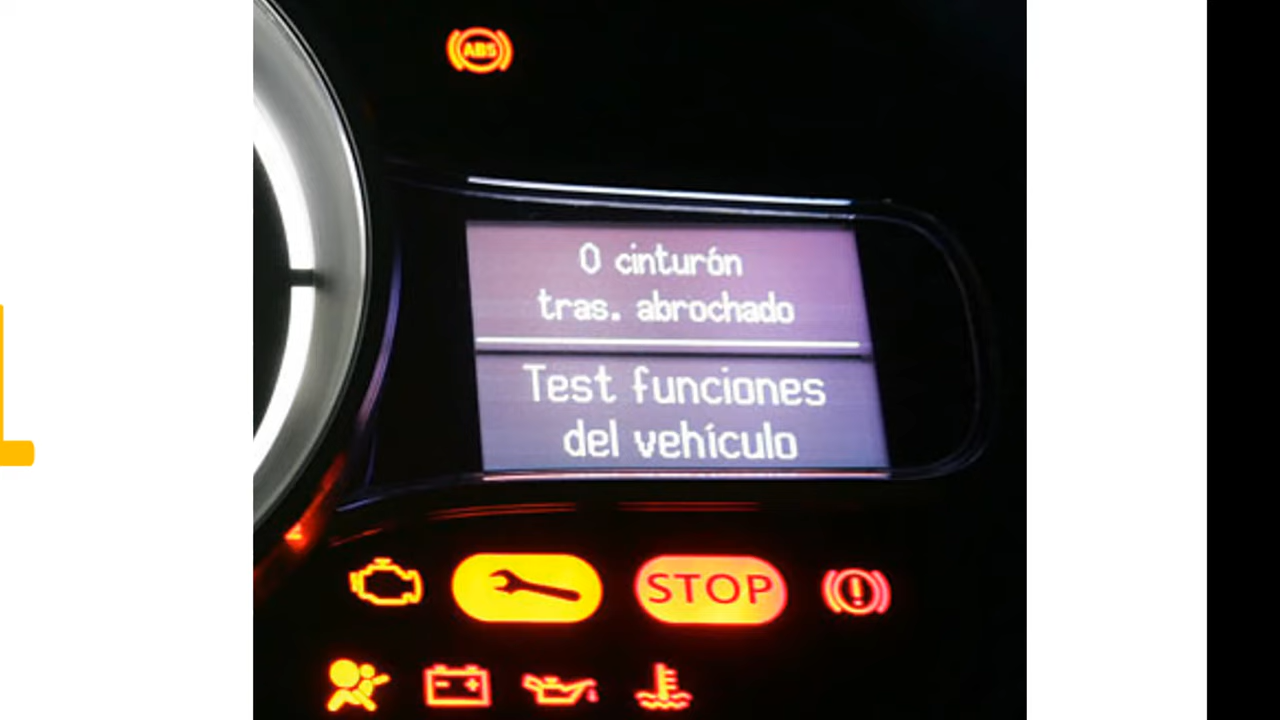 ABS
0 cinturón
tras. abrochado
Test funciones
del vehículo
STOP